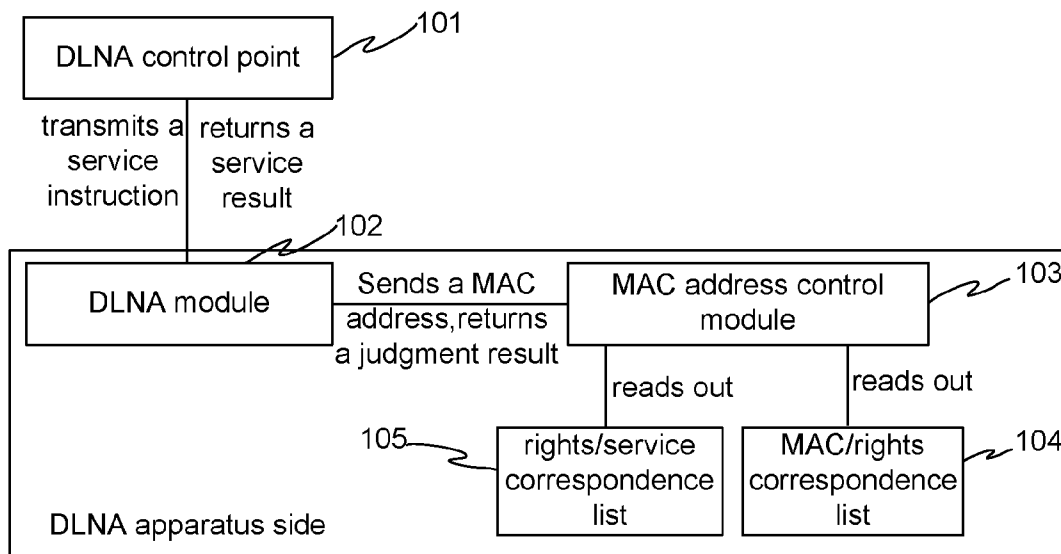 101
DLNA control point
transmits a
service
instruction
returns a
service
result
102
DLNA module
Sends a MAC
address,returns
a judgment result
MAC address control
module
103
reads out
reads out
105
rights/service
correspondence
list
MAC/rights
correspondence
list
104
DLNA apparatus side